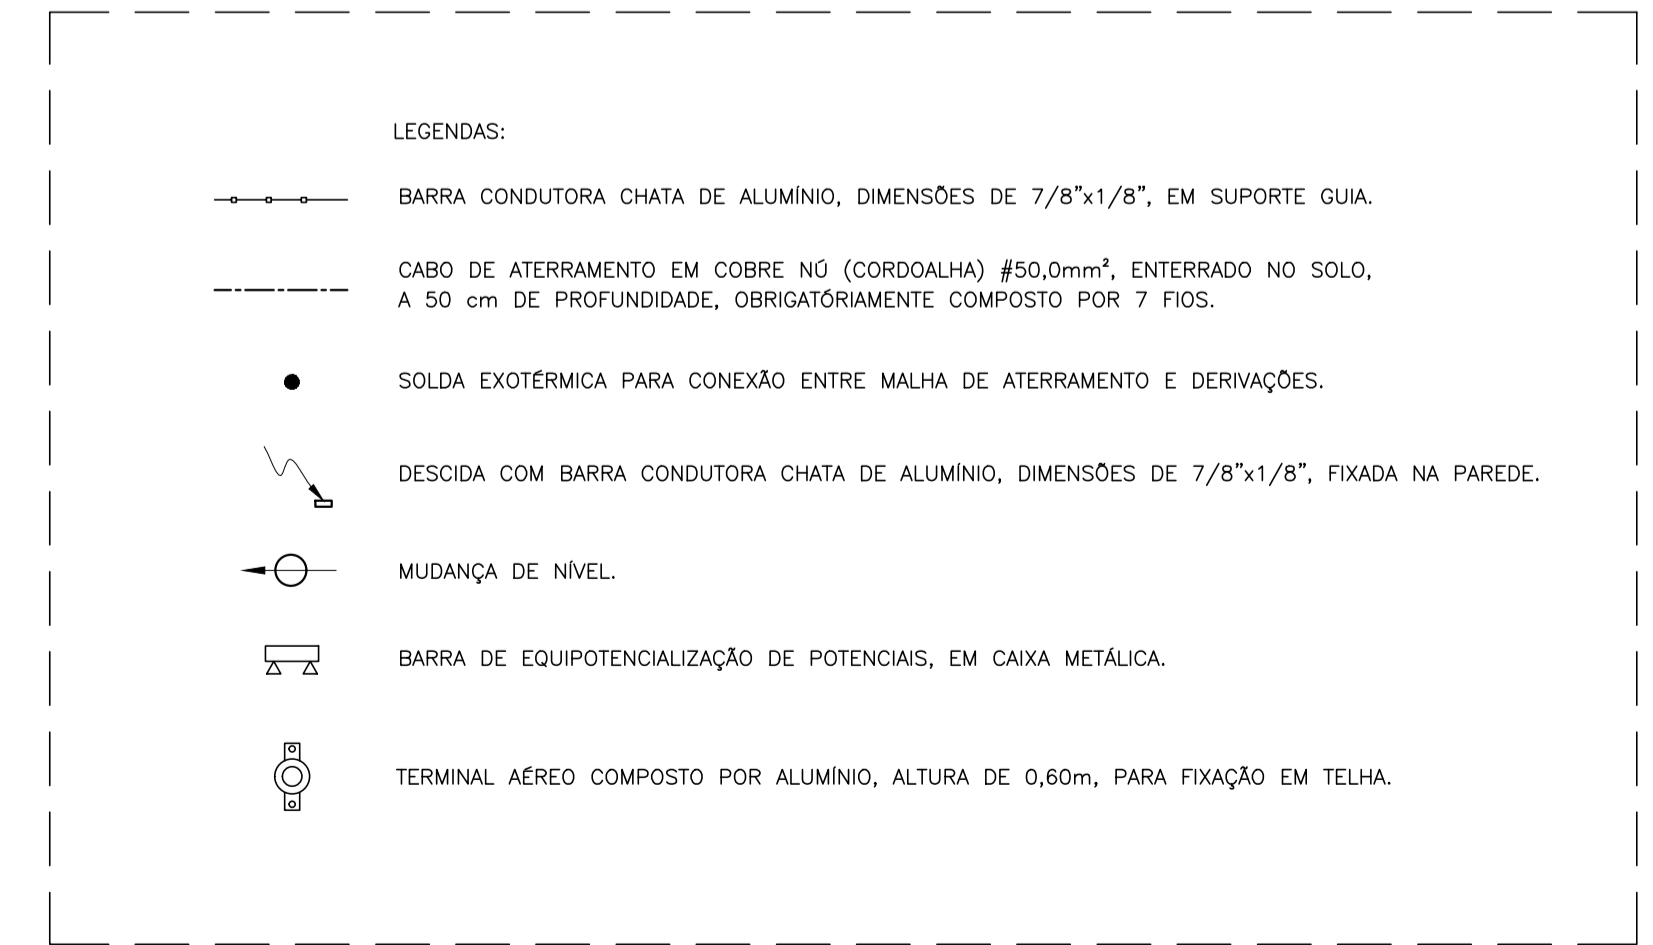 LEGENDAS:
BARRA CONDUTORA CHATA DE ALUMÍNIO, DIMENSÕES DE 7/8"x1/8", EM SUPORTE GUIA.
CABO DE ATERRAMENTO EM COBRE NÚ (CORDOALHA) #50,0mm², ENTERRADO NO SOLO,
A 50 cm DE PROFUNDIDADE, OBRIGATÓRIAMENTE COMPOSTO POR 7 FIOS.
SOLDA EXOTÉRMICA PARA CONEXÃO ENTRE MALHA DE ATERRAMENTO E DERIVAÇÕES.
DESCIDA COM BARRA CONDUTORA CHATA DE ALUMÍNIO, DIMENSÕES DE 7/8"x1/8", FIXADA NA PAREDE.
MUDANÇA DE NÍVEL.
BARRA DE EQUIPOTENCIALIZAÇÃO DE POTENCIAIS, EM CAIXA METÁLICA.
TERMINAL AÉREO COMPOSTO POR ALUMÍNIO, ALTURA DE 0,60m, PARA FIXAÇÃO EM TELHA.